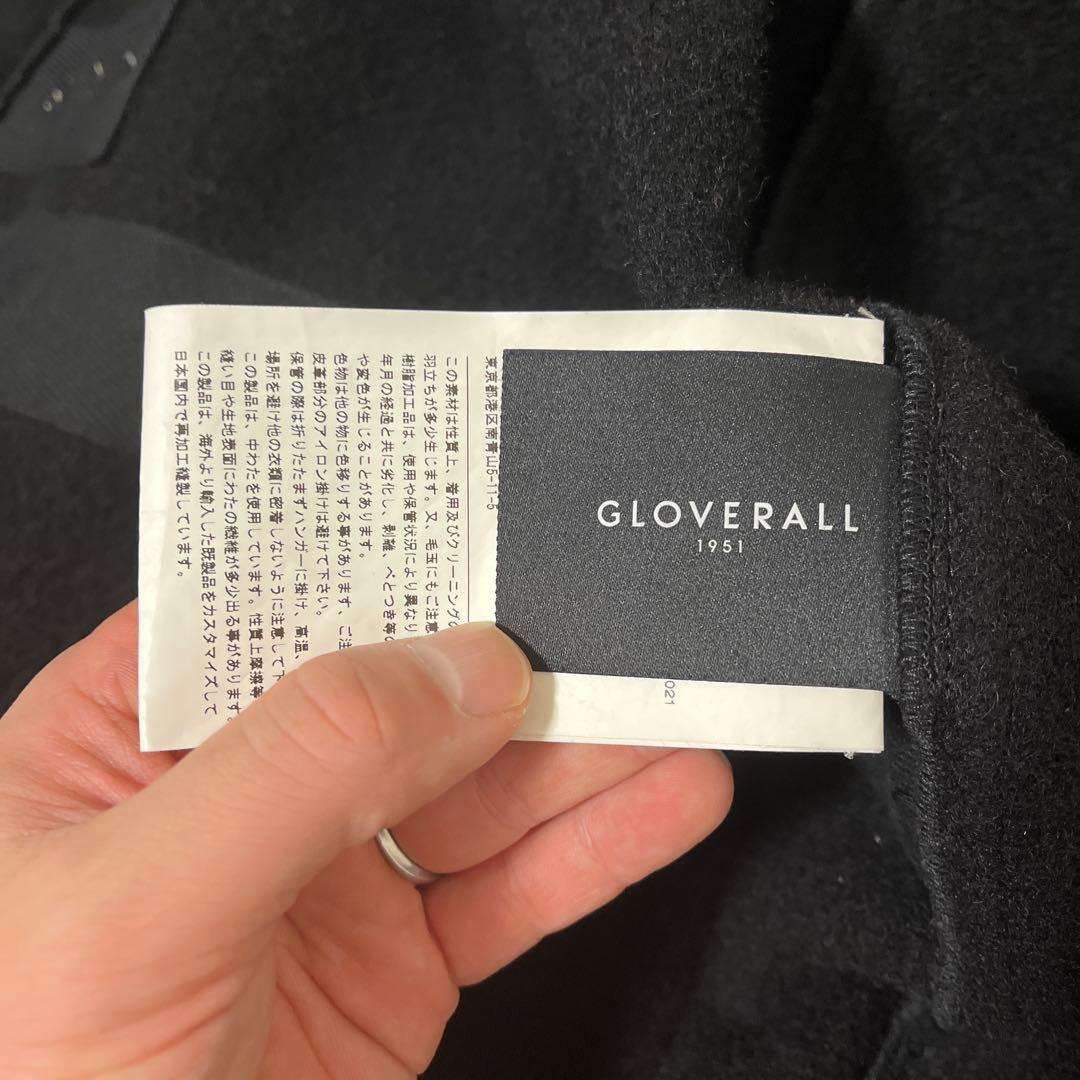 東京都港区南青山5-11-5
この素材は性質上、着用及びクリーニングの
羽立ちが多少生じます。又、毛玉にもご注意
樹脂加工品は、使用や保管状況により異なり
年月の経過と共に劣化し、剥離、べとつき等の
や変色が生じることがあります。
色物は他の物に色移りする事があります、ご注
皮革部分のアイロン掛けは避けて下さい。
保管の際は折りたたまずハンガーに掛け、高温、
場所を避け他の衣類に密着しないように注意して下
この製品は、中わたを使用しています。性質上摩擦等
縫い目や生地表面にわたの繊維が多少出る事があります。
この製品は、海外より輸入した既製品をカスタマイズして
日本国内で再加工縫製しています。
GLOVERALL
1951
021